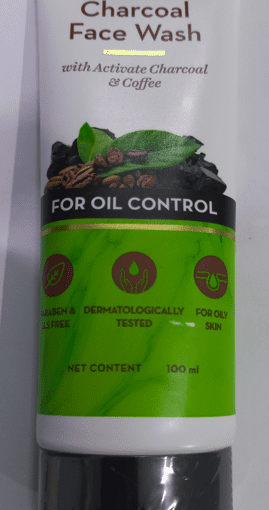 Charcoal
Face Wash
with Activate Charcoal
& Coffee
FOR OIL CONTROL
& DERMATOLOGICALLY FOR OILY
FREE TESTED SKIN
NET CONTENT 100 ml